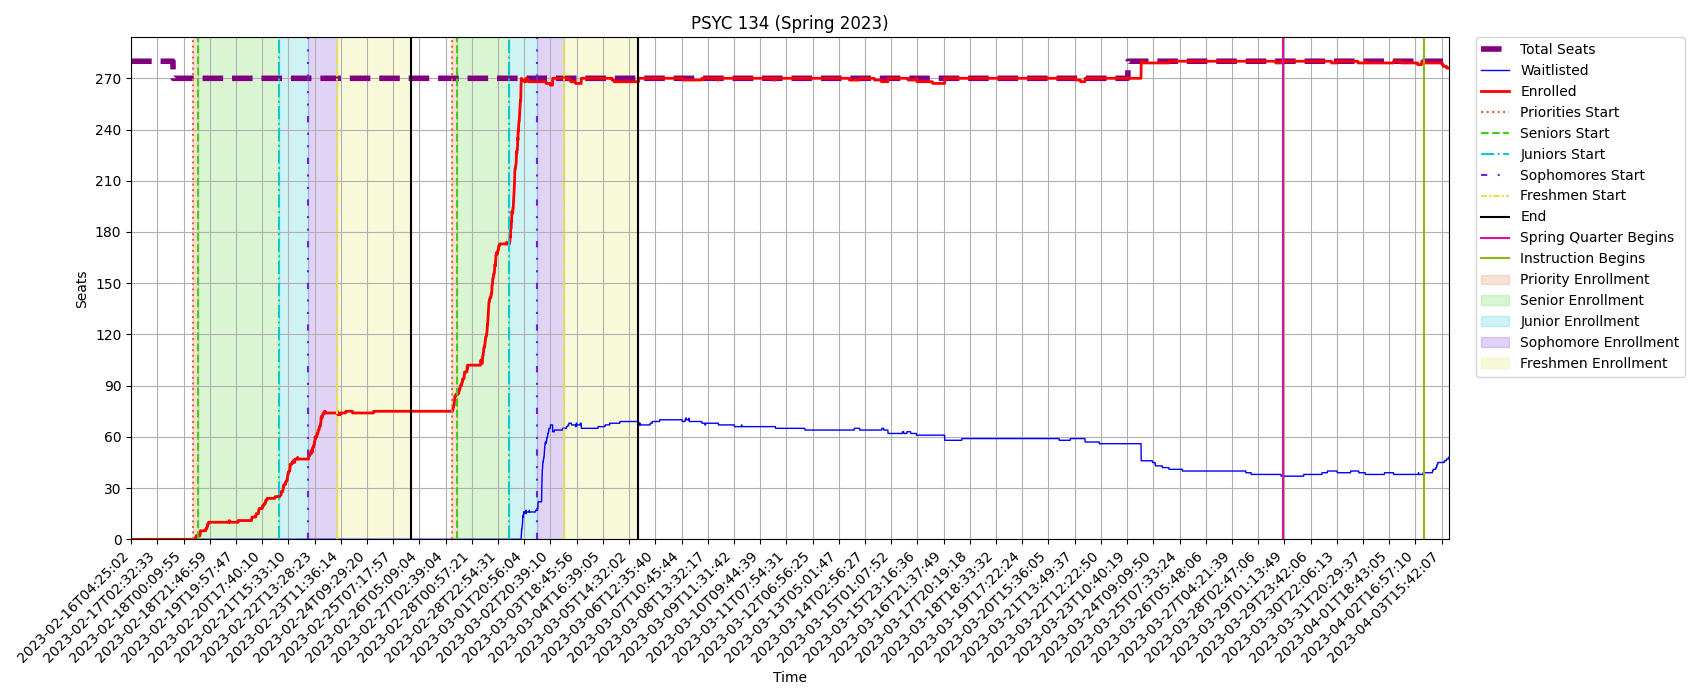 PSYC 134 (Spring 2023)
Seats
270
240
210
180
150
120
90
60
30
0
2023-02-16T04:25:02
2023-02-17T02:32:33
2023-02-18T00:09:55
2023-02-18T21:46:59
2023-02-19T19:57:47
2023-02-20T17:40:10
2023-02-21T15:33:10
2023-02-22T13:28:23
2023-02-23T11:36:14
2023-02-24T09:29:20
2023-02-25T07:17:57
2023-02-26T05:09:04
2023-02-27T02:39:04
2023-02-28T00:57:21
2023-02-28T22:54:31
2023-03-01T20:56:04
2023-03-02T20:39:10
2023-03-03T18:45:56
2023-03-04T16:39:05
2023-03-05T14:32:02
2023-03-06T12:35:40
2023-03-07T10:45:44
2023-03-08T13:32:17
2023-03-09T11:31:42
2023-03-10T09:44:39
2023-03-11T07:54:31
2023-03-12T06:56:25
2023-03-13T05:01:47
2023-03-14T02:56:27
2023-03-15T01:07:52
2023-03-15T23:16:36
2023-03-16T21:37:49
2023-03-17T20:19:18
2023-03-18T18:33:32
2023-03-19T17:22:24
2023-03-20T15:36:05
2023-03-21T13:49:37
2023-03-22T12:22:50
2023-03-23T10:40:19
2023-03-24T09:09:50
2023-03-25T07:33:24
2023-03-26T05:48:06
2023-03-27T04:21:39
2023-03-28T02:47:06
2023-03-29T01:13:49
2023-03-29T23:42:06
2023-03-30T22:06:13
2023-03-31T20:29:37
2023-04-01T18:43:05
2023-04-02T16:57:10
2023-04-03T15:42:07
Time
Total Seats
Waitlisted
Enrolled
Priorities Start
Seniors Start
Juniors Start
Sophomores Start
Freshmen Start
End
Spring Quarter Begins
Instruction Begins
Priority Enrollment
Senior Enrollment
Junior Enrollment
Sophomore Enrollment
Freshmen Enrollment